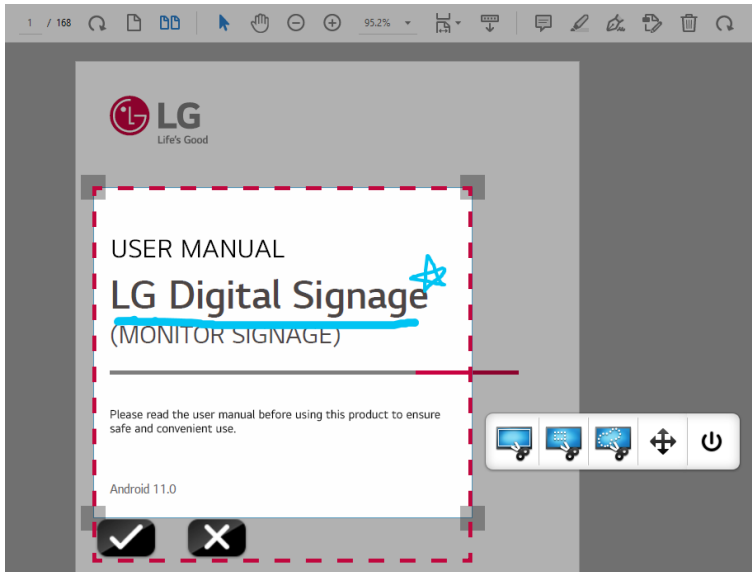 1 / 168 95.2%
LG
Life's Good
USER MANUAL
LG Digital Signage
(MONITOR SIGNAGE)
Please read the user manual before using this product to ensure
safe and convenient use.
Android 11.0